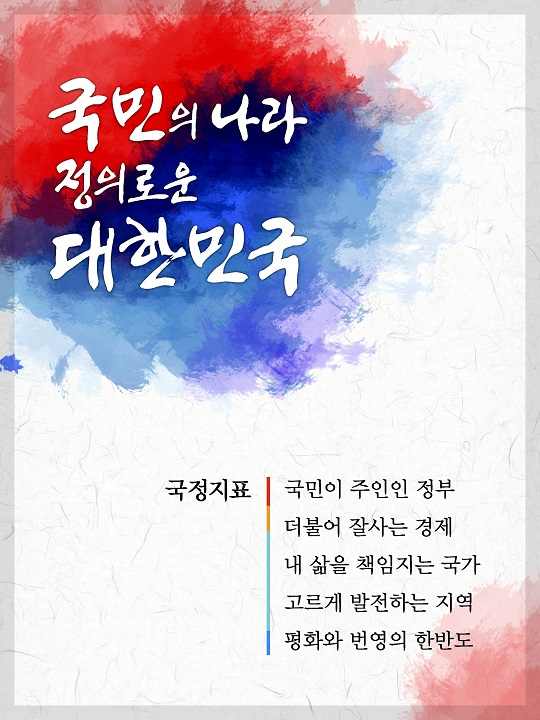 국민의 나라
정의로운
대한민국
국정지표
국민이 주인인 정부
더불어 잘사는 경제
내 삶을 책임지는 국가
고르게 발전하는 지역
평화와 번영의 한반도